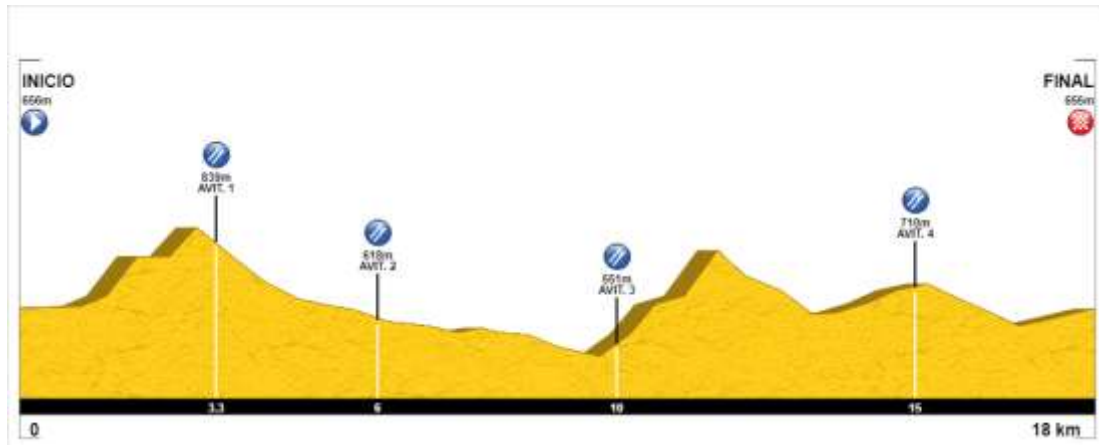 INICIO
656m
FINAL
656m
839m
AVIT. 1
618m
AVIT. 2
551m
AVIT. 3
710m
AVIT. 4
3.3
6
10
15
0
18 km